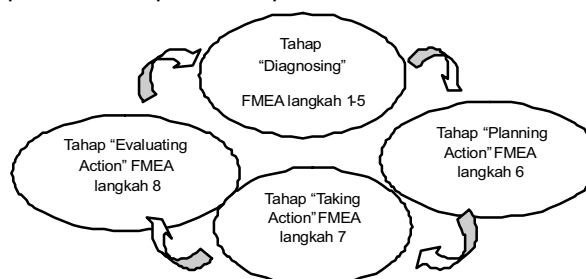 Tahap
“Diagnosing”
FMEA langkah 1-5
Tahap “Planning
Action” FMEA
langkah 6
Tahap “Taking
Action” FMEA
langkah 7
Tahap “Evaluating
Action” FMEA
langkah 8